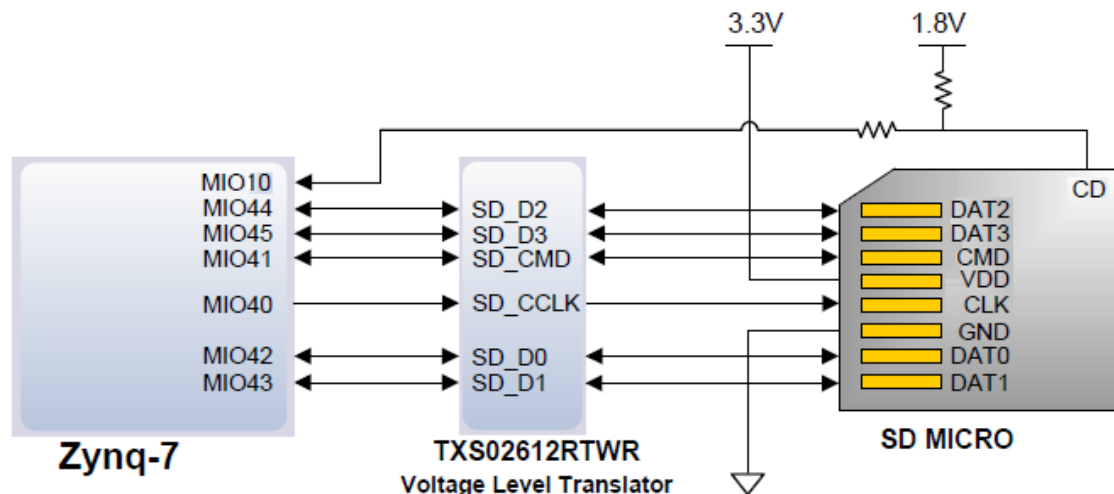 3.3V
1.8V
MIO10
MIO44
MIO45
MIO41
MIO40
MIO42
MIO43
Zynq-7
SD_D2
SD_D3
SD_CMD
SD_CCLK
SD_D0
SD_D1
TXS02612RTWR
Voltage Level Translator
CD
DAT2
DAT3
CMD
VDD
CLK
GND
DAT0
DAT1
SD MICRO